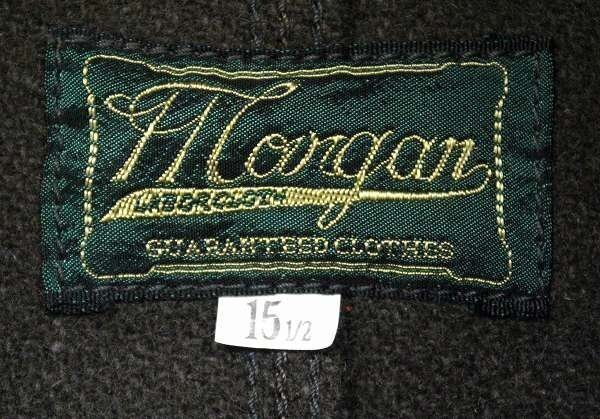 Morgan
GUARANTEED CLOTHES
15 1/2